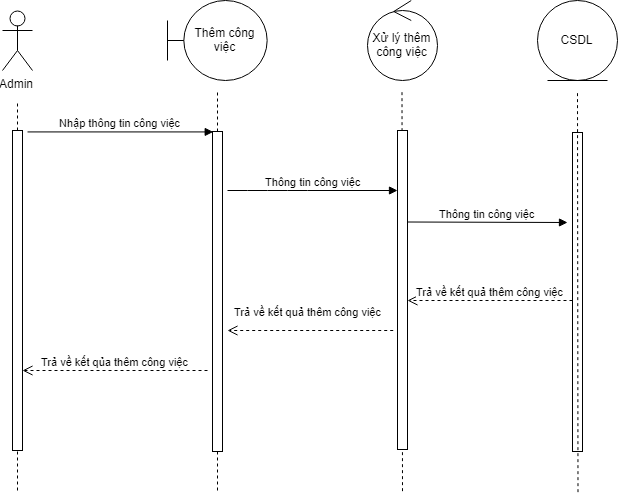 Thêm công
việc
Xử lý thêm
công việc
CSDL
Admin
Nhập thông tin công việc
Thông tin công việc
Thông tin công việc
Trả về kết quả thêm công việc
Trả về kết quả thêm công việc
Trả về kết qủa thêm công việc